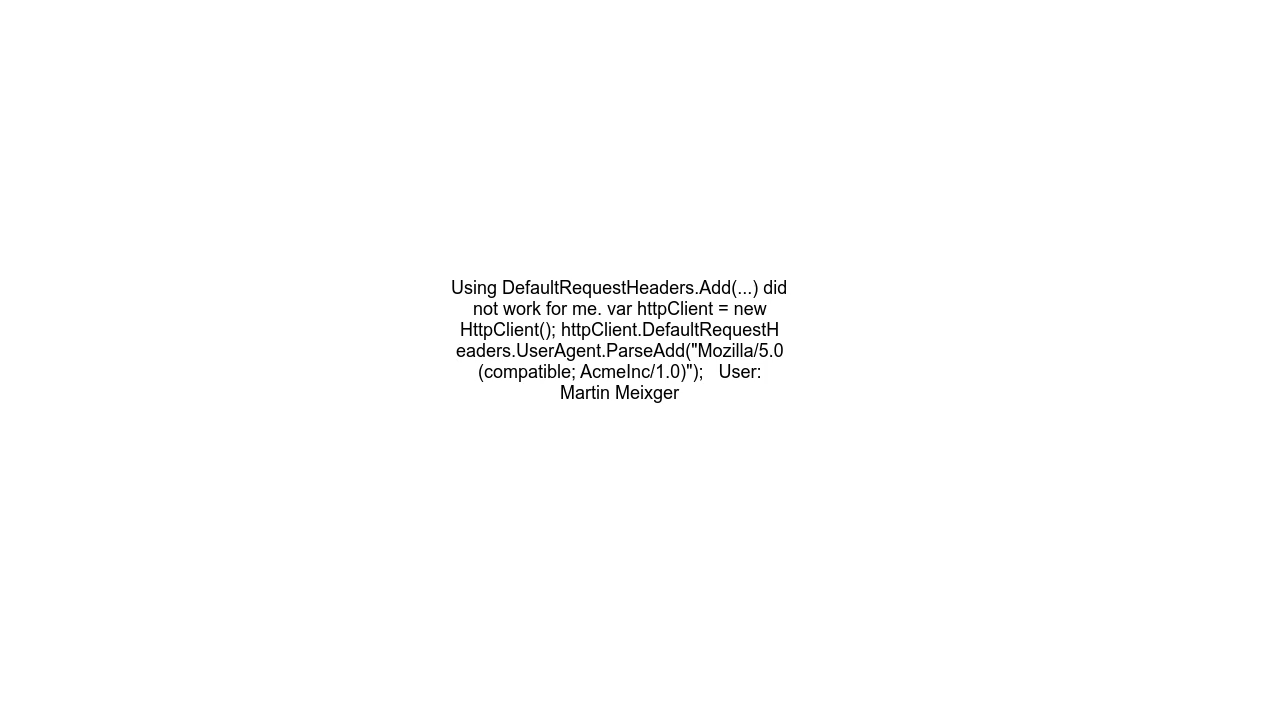 Using DefaultRequestHeaders.Add(...) did
not work for me. var httpClient = new
HttpClient(); httpClient.DefaultRequestH
eaders.UserAgent.ParseAdd("Mozilla/5.0
(compatible; AcmeInc/1.0)");   User:
Martin Meixger